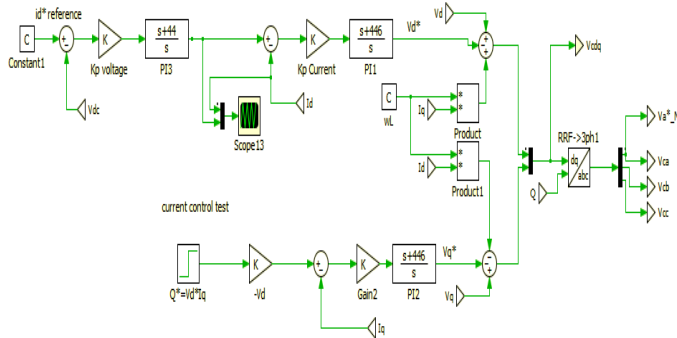 id* reference
C
Constant1
K
Kp voltage
s+44
s
PI3
K
Kp Current
s+446
s
PI1
Vd*
Vd
Vdc
Id
Scope13
C
wL
Iq
Product
Id
Product1
Vcdq
RRF->3ph1
dq
abc
Q
Va*_M
Vca
Vcb
Vcc
current control test
Q*=Vd*Iq
K
-Vd
K
Gain2
s+446
s
PI2
Vq*
Vq
Iq